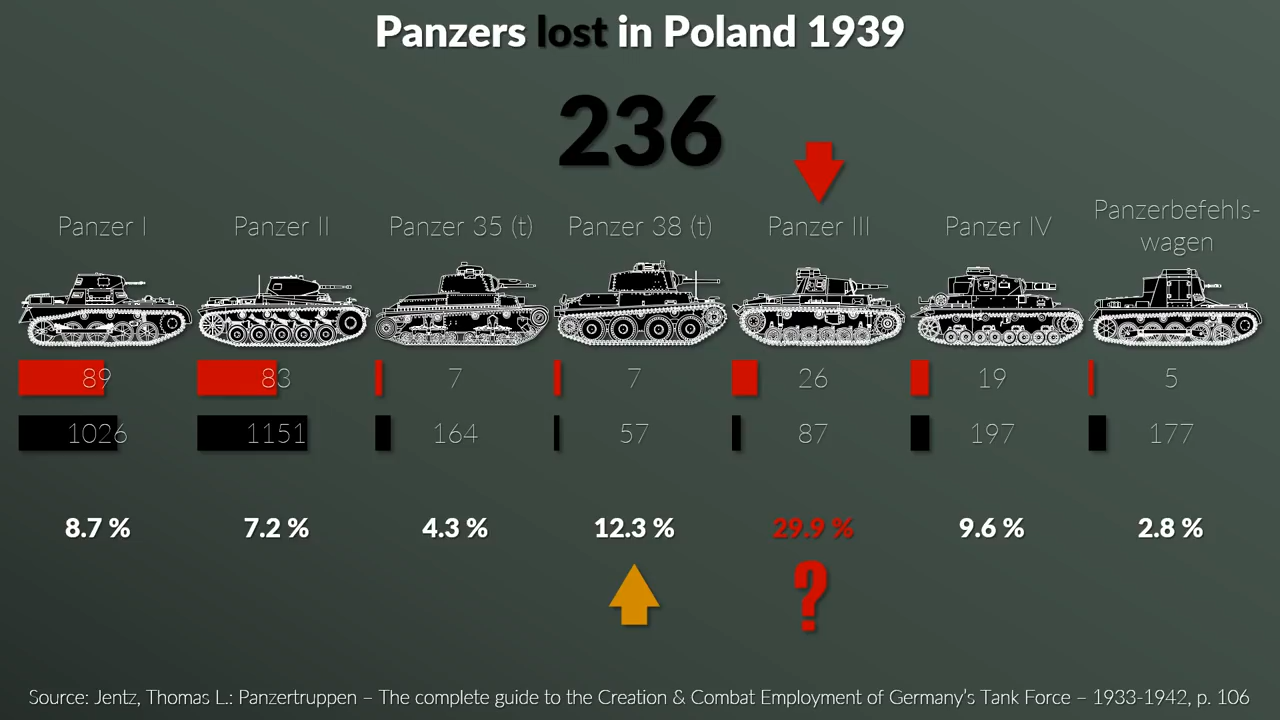 Panzers lost in Poland 1939
236
Panzer I
Panzer II
Panzer 35 (t)
Panzer 38 (t)
Panzer III
Panzer IV
Panzerbefehls-
wagen
89 83 7 7 26 19 5
1026 1151 164 57 87 197 177
8.7 % 7.2 % 4.3 % 12.3 % 29.9 % 9.6 % 2.8 %
?
Source: Jentz, Thomas L.: Panzertruppen – The complete guide to the Creation & Combat Employment of Germany's Tank Force – 1933-1942, p. 106